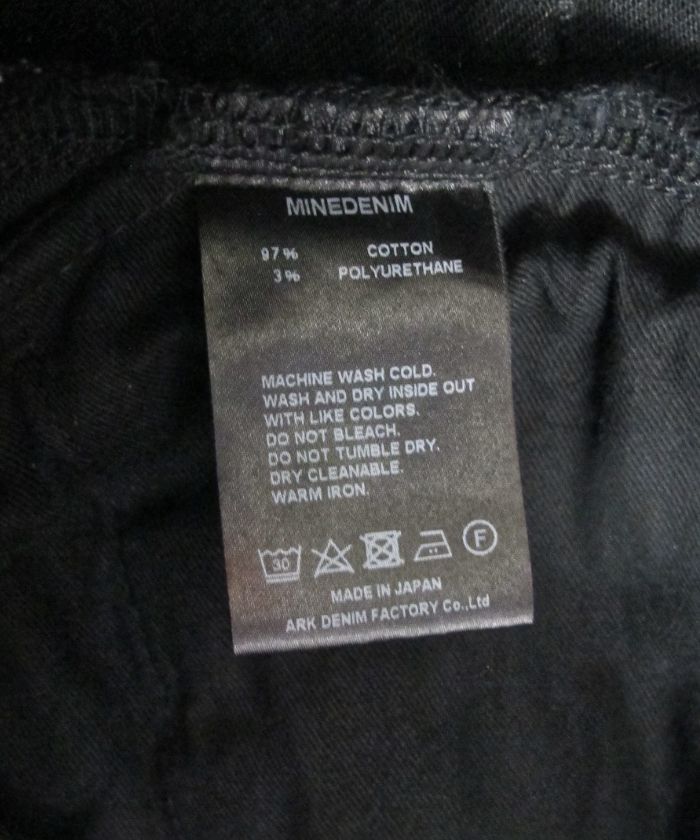 MINEDENIM
97% COTTON
3% POLYURETHANE
MACHINE WASH COLD.
WASH AND DRY INSIDE OUT
WITH LIKE COLORS.
DO NOT BLEACH.
DO NOT TUMBLE DRY.
DRY CLEANABLE.
WARM IRON.
30 F
MADE IN JAPAN
ARK DENIM FACTORY Co.,Ltd